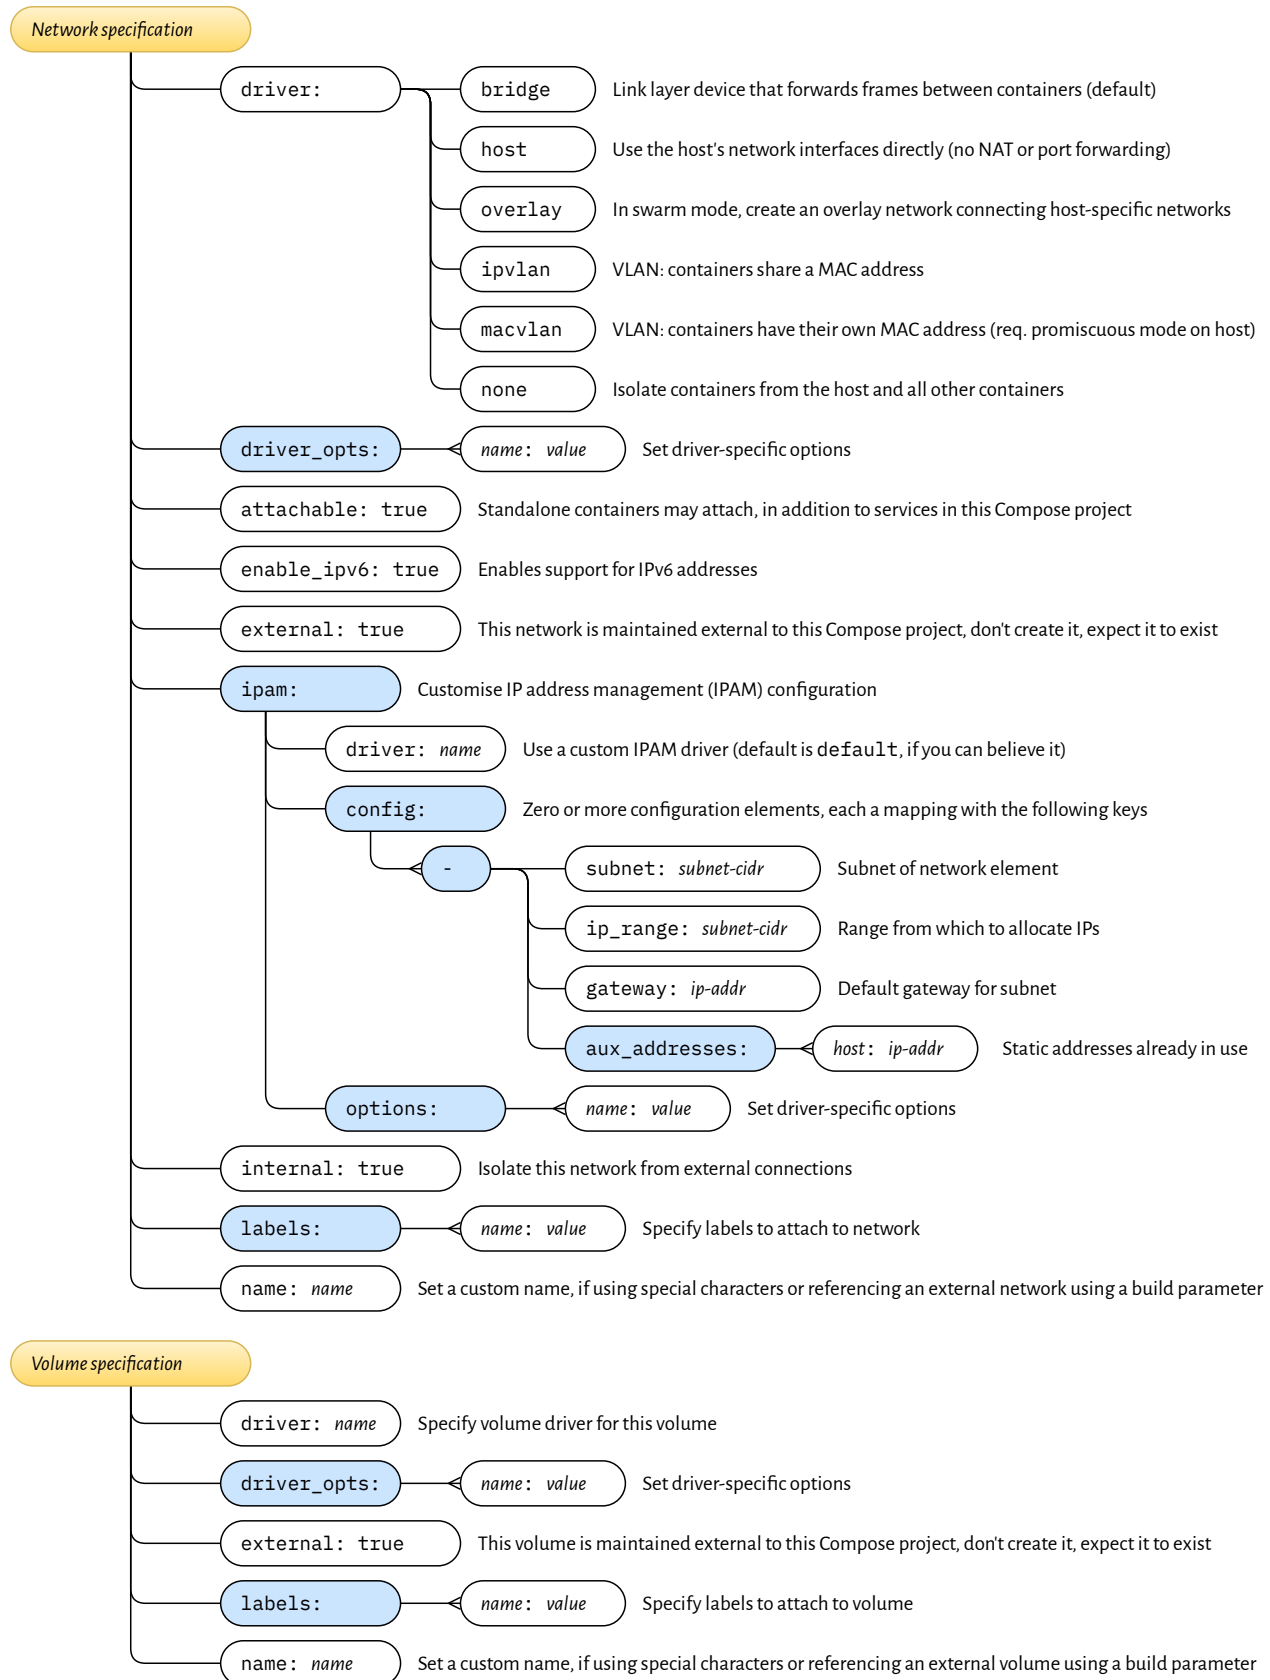 Network specification
driver: bridge Link layer device that forwards frames between containers (default)
host Use the host's network interfaces directly (no NAT or port forwarding)
overlay In swarm mode, create an overlay network connecting host-specific networks
ipvlan VLAN: containers share a MAC address
macvlan VLAN: containers have their own MAC address (req. promiscuous mode on host)
none Isolate containers from the host and all other containers
driver_opts: name: value Set driver-specific options
attachable: true Standalone containers may attach, in addition to services in this Compose project
enable_ipv6: true Enables support for IPv6 addresses
external: true This network is maintained external to this Compose project, don't create it, expect it to exist
ipam: Customise IP address management (IPAM) configuration
driver: name Use a custom IPAM driver (default is default, if you can believe it)
config: Zero or more configuration elements, each a mapping with the following keys
- subnet: subnet-cidr Subnet of network element
ip_range: subnet-cidr Range from which to allocate IPs
gateway: ip-addr Default gateway for subnet
aux_addresses: host: ip-addr Static addresses already in use
options: name: value Set driver-specific options
internal: true Isolate this network from external connections
labels: name: value Specify labels to attach to network
name: name Set a custom name, if using special characters or referencing an external network using a build parameter
Volume specification
driver: name Specify volume driver for this volume
driver_opts: name: value Set driver-specific options
external: true This volume is maintained external to this Compose project, don't create it, expect it to exist
labels: name: value Specify labels to attach to volume
name: name Set a custom name, if using special characters or referencing an external volume using a build parameter